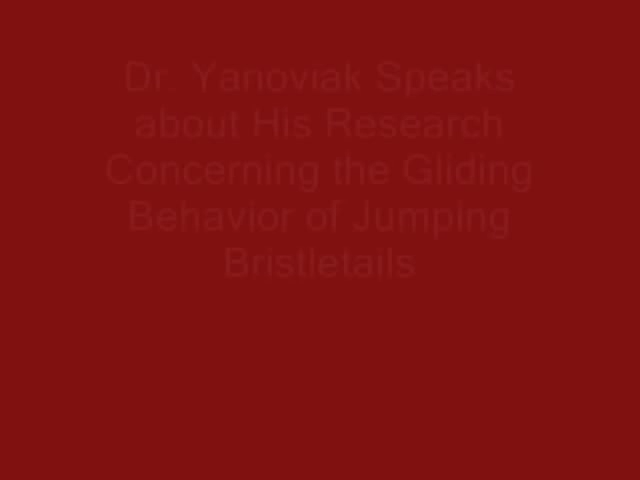 Dr. Yanoviak Speaks
about His Research
Concerning the Gliding
Behavior of Jumping
Bristletails